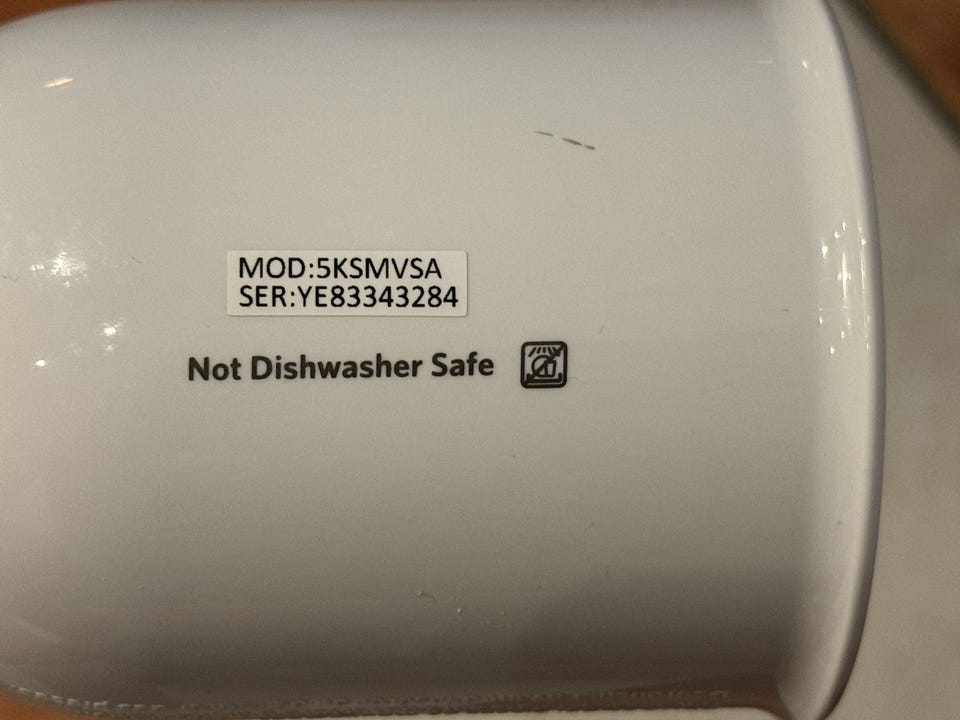 MOD:5KSMVSA
SER:YE83343284
Not Dishwasher Safe